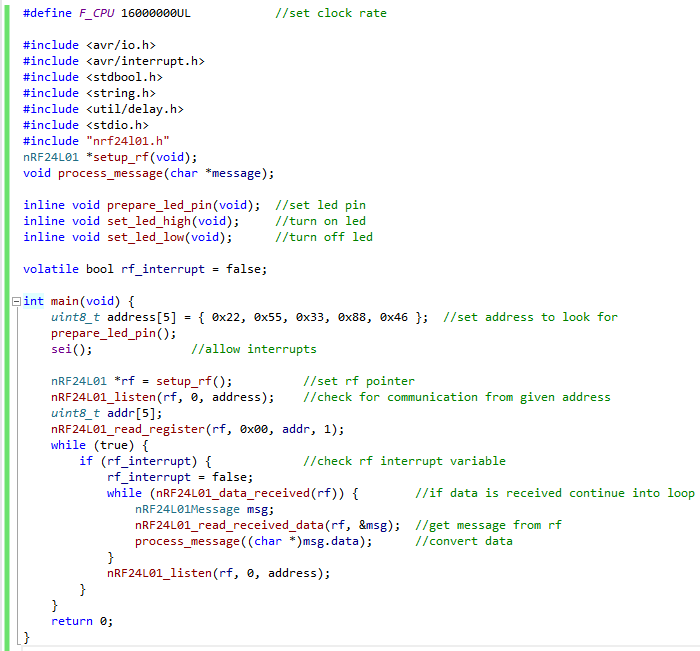 #define F_CPU 16000000UL            //set clock rate

#include <avr/io.h>
#include <avr/interrupt.h>
#include <stdbool.h>
#include <string.h>
#include <util/delay.h>
#include <stdio.h>
#include "nrf24l01.h"
nRF24L01 *setup_rf(void);
void process_message(char *message);

inline void prepare_led_pin(void);  //set led pin
inline void set_led_high(void);     //turn on led
inline void set_led_low(void);      //turn off led

volatile bool rf_interrupt = false;

int main(void) {
    uint8_t address[5] = { 0x22, 0x55, 0x33, 0x88, 0x46 };  //set address to look for
    prepare_led_pin();
    sei();              //allow interrupts

    nRF24L01 *rf = setup_rf();          //set rf pointer
    nRF24L01_listen(rf, 0, address);    //check for communication from given address
    uint8_t addr[5];
    nRF24L01_read_register(rf, 0x00, addr, 1);
    while (true) {
        if (rf_interrupt) {             //check rf interrupt variable
            rf_interrupt = false;
            while (nRF24L01_data_received(rf)) {        //if data is received continue into loop
                nRF24L01Message msg;
                nRF24L01_read_received_data(rf, &msg);  //get message from rf
                process_message((char *)msg.data);      //convert data
            }
            nRF24L01_listen(rf, 0, address);
        }
    }
    return 0;
}